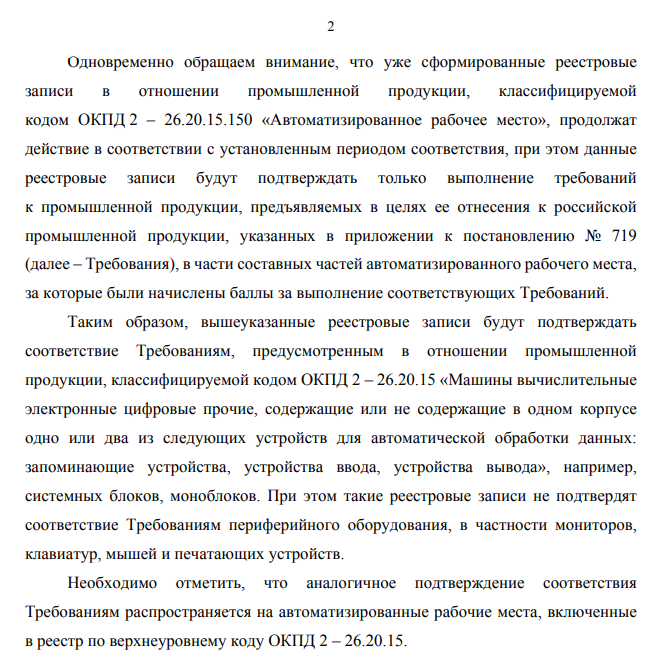 2
Одновременно обращаем внимание, что уже сформированные реестровые
записи в отношении промышленной продукции, классифицируемой
кодом ОКПД 2 – 26.20.15.150 «Автоматизированное рабочее место», продолжат
действие в соответствии с установленным периодом соответствия, при этом данные
реестровые записи будут подтверждать только выполнение требований
к промышленной продукции, предъявляемых в целях ее отнесения к российской
промышленной продукции, указанных в приложении к постановлению № 719
(далее – Требования), в части составных частей автоматизированного рабочего места,
за которые были начислены баллы за выполнение соответствующих Требований.
Таким образом, вышеуказанные реестровые записи будут подтверждать
соответствие Требованиям, предусмотренным в отношении промышленной
продукции, классифицируемой кодом ОКПД 2 – 26.20.15 «Машины вычислительные
электронные цифровые прочие, содержащие или не содержащие в одном корпусе
одно или два из следующих устройств для автоматической обработки данных:
запоминающие устройства, устройства ввода, устройства вывода», например,
системных блоков, моноблоков. При этом такие реестровые записи не подтвердят
соответствие Требованиям периферийного оборудования, в частности мониторов,
клавиатур, мышей и печатающих устройств.
Необходимо отметить, что аналогичное подтверждение соответствия
Требованиям распространяется на автоматизированные рабочие места, включенные
в реестр по верхнеуровнему коду ОКПД 2 – 26.20.15.